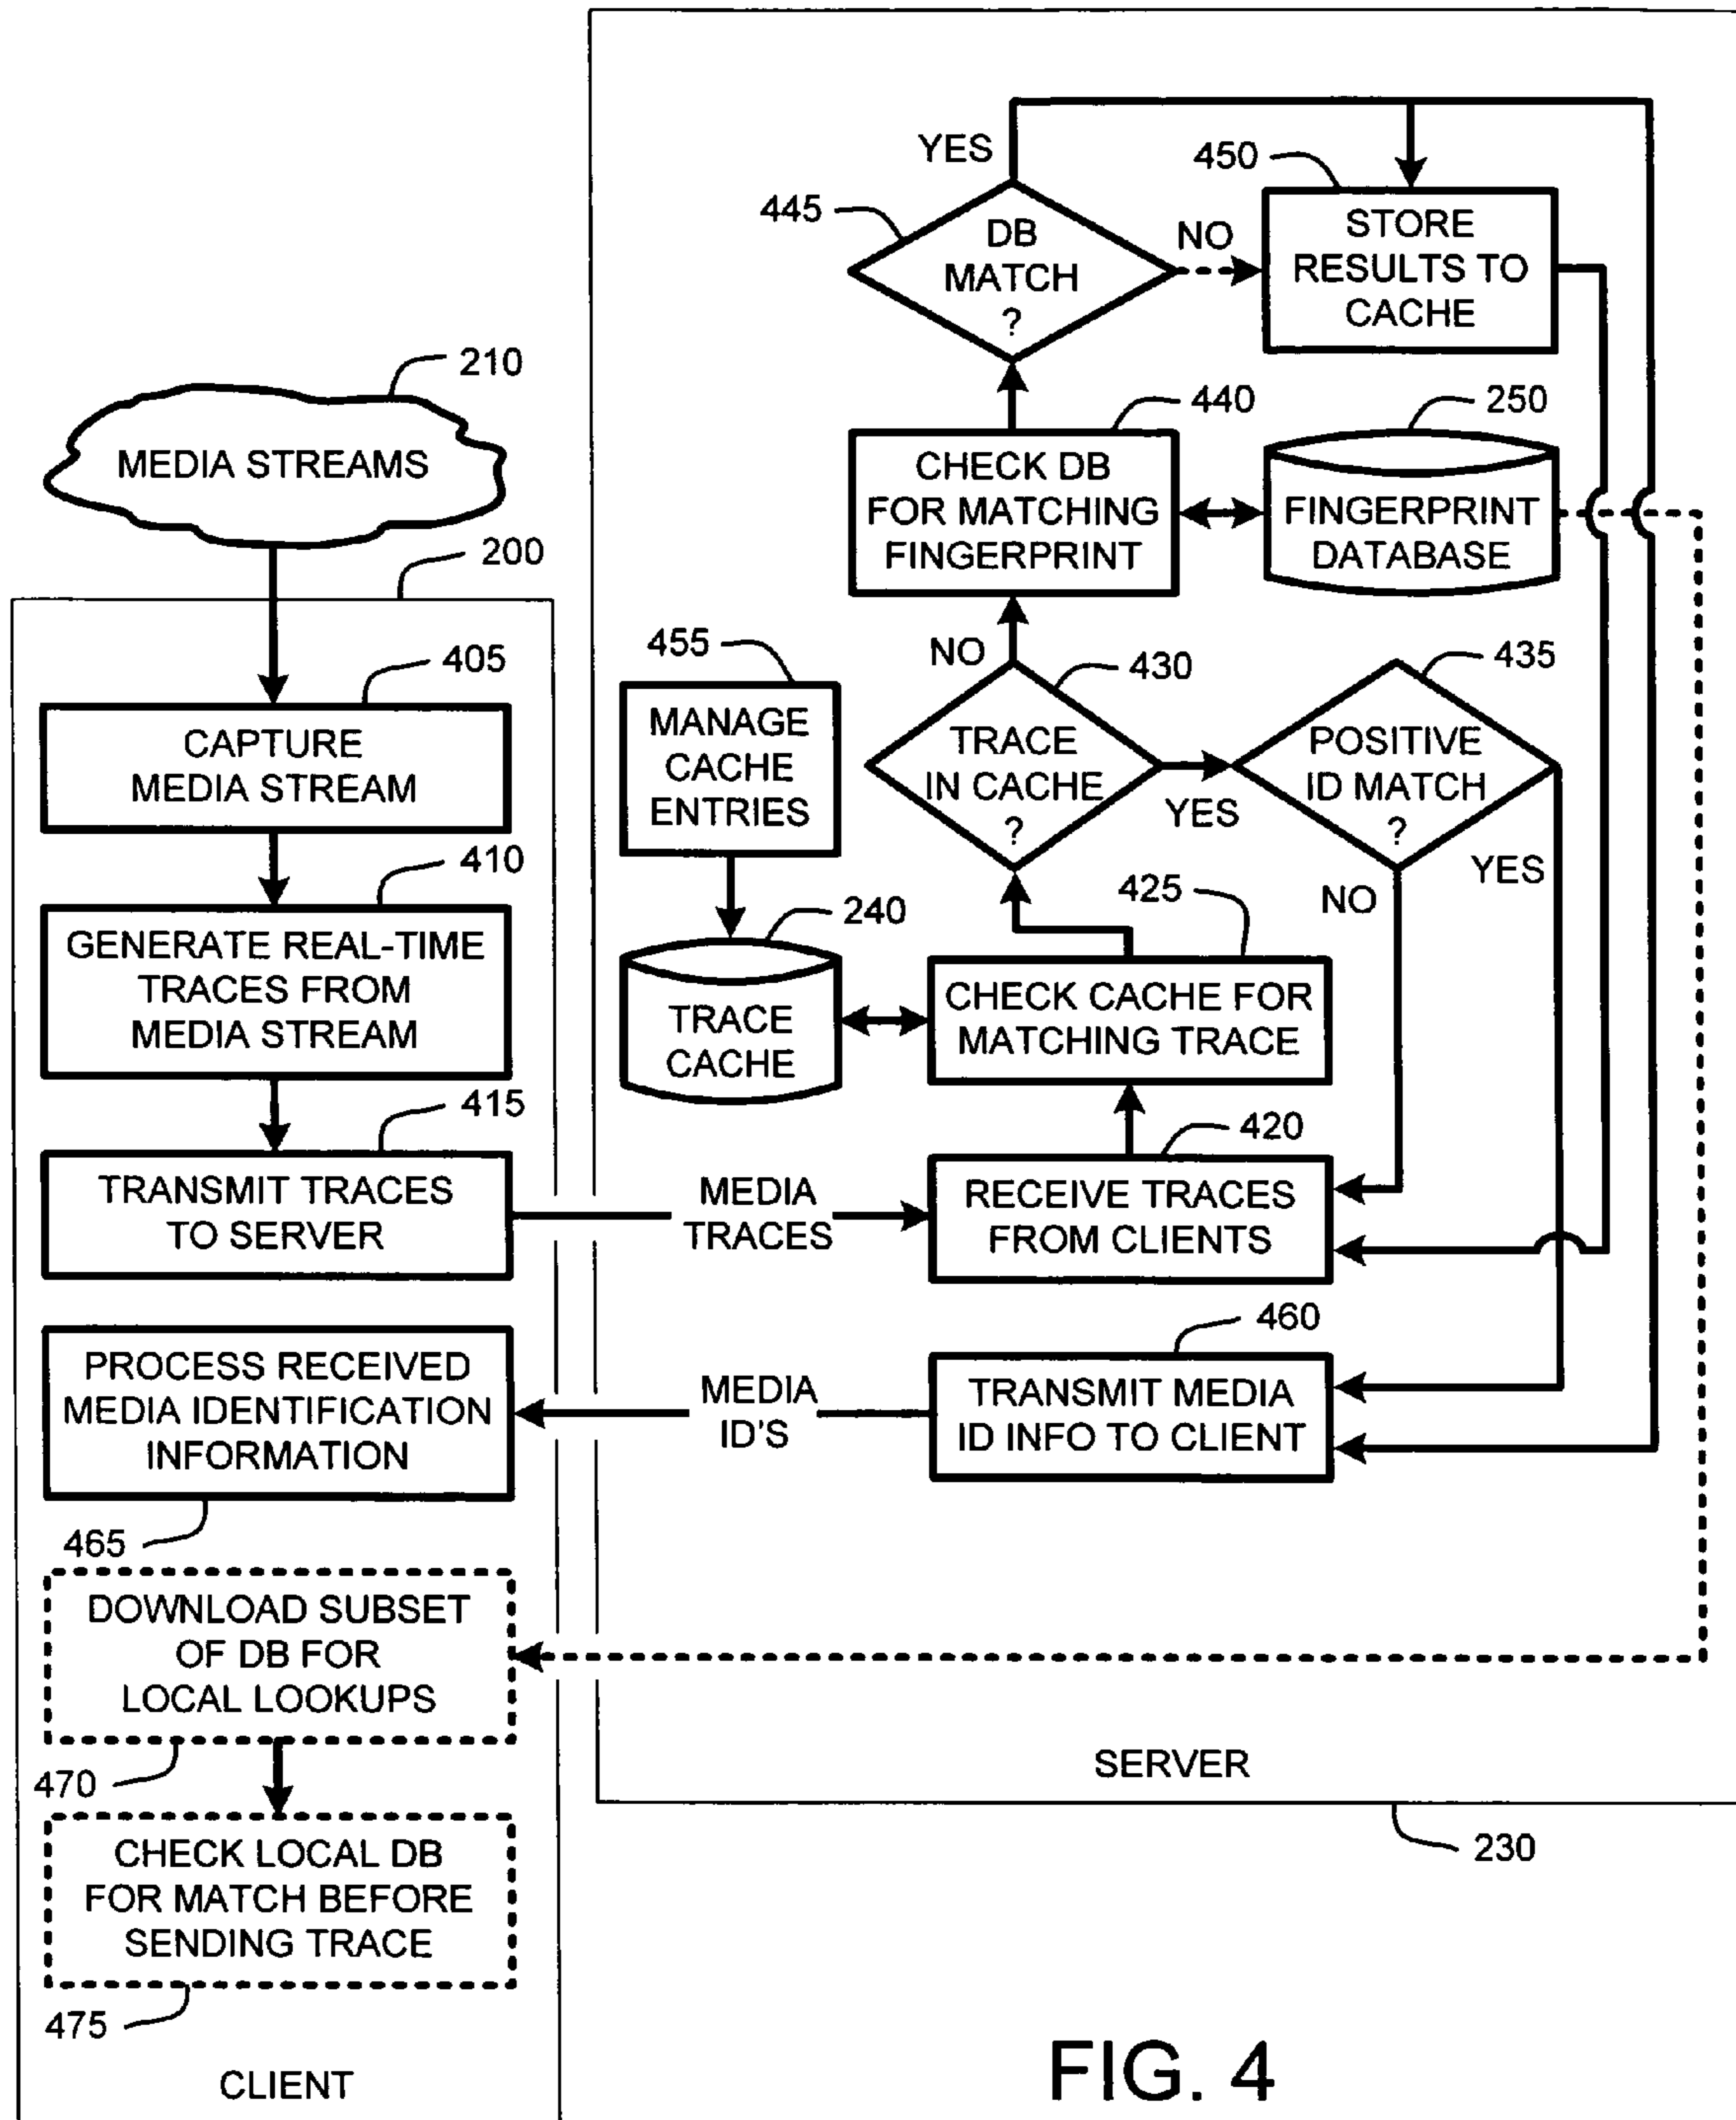 YES
450
445
DB
MATCH
?
NO
STORE
RESULTS TO
CACHE
210
MEDIA STREAMS
440
250
CHECK DB
FOR MATCHING
FINGERPRINT
FINGERPRINT
DATABASE
200
455
NO
430
435
405
CAPTURE
MEDIA STREAM
MANAGE
CACHE
ENTRIES
TRACE
IN CACHE
?
YES
POSITIVE
ID MATCH
?
YES
NO
410
GENERATE REAL-TIME
TRACES FROM
MEDIA STREAM
240
425
TRACE
CACHE
CHECK CACHE FOR
MATCHING TRACE
415
420
TRANSMIT TRACES
TO SERVER
MEDIA
TRACES
RECEIVE TRACES
FROM CLIENTS
460
PROCESS RECEIVED
MEDIA IDENTIFICATION
INFORMATION
MEDIA
ID'S
TRANSMIT MEDIA
ID INFO TO CLIENT
465
DOWNLOAD SUBSET
OF DB FOR
LOCAL LOOKUPS
470
SERVER
230
CHECK LOCAL DB
FOR MATCH BEFORE
SENDING TRACE
475
CLIENT
FIG. 4